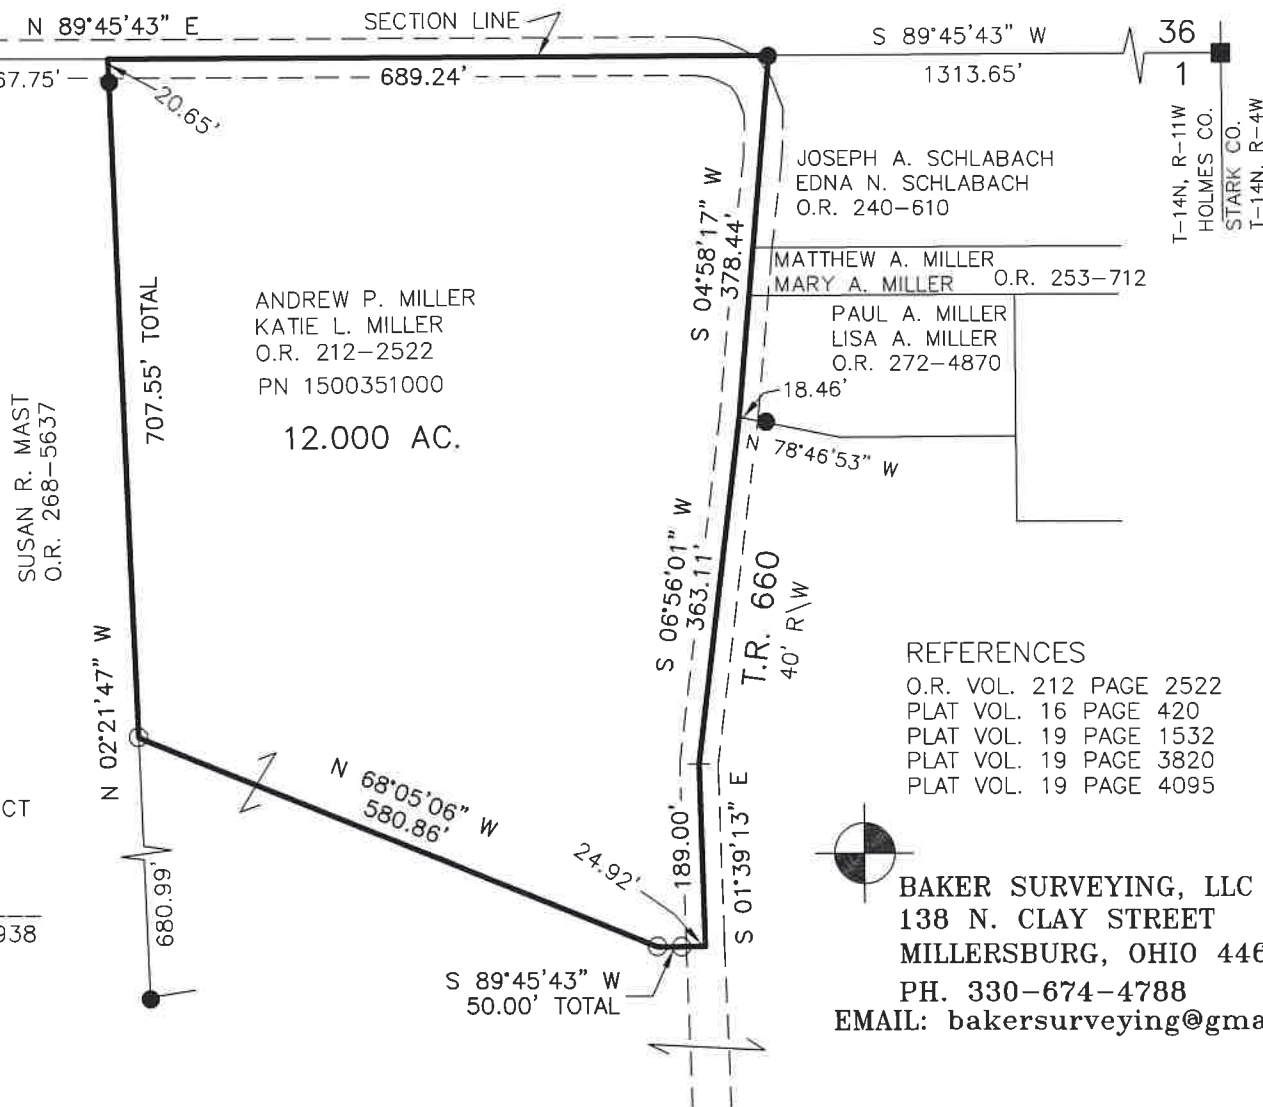 N 89°45'43" E
SECTION LINE
S 89°45'43" W
36
67.75'
689.24'
1313.65'
1
20.65'
T-14N, R-11W
HOLMES CO.
STARK CO.
T-14N, R-4W
JOSEPH A. SCHLABACH
EDNA N. SCHLABACH
O.R. 240-610
S 04°58'17" W
378.44'
MATTHEW A. MILLER
MARY A. MILLER
O.R. 253-712
PAUL A. MILLER
LISA A. MILLER
O.R. 272-4870
707.55' TOTAL
ANDREW P. MILLER
KATIE L. MILLER
O.R. 212-2522
PN 1500351000
12.000 AC.
18.46'
N 78°46'53" W
SUSAN R. MAST
O.R. 268-5637
S 06°56'01" W
363.11'
T.R. 660
40' R\W
N 02°21'47" W
REFERENCES
O.R. VOL. 212 PAGE 2522
PLAT VOL. 16 PAGE 420
PLAT VOL. 19 PAGE 1532
PLAT VOL. 19 PAGE 3820
PLAT VOL. 19 PAGE 4095
CT
N 68°05'06" W
580.86'
24.92'
189.00'
S 01°39'13" E
680.99'
938
S 89°45'43" W
50.00' TOTAL
BAKER SURVEYING, LLC
138 N. CLAY STREET
MILLERSBURG, OHIO 446
PH. 330-674-4788
EMAIL: bakersurveying@gma